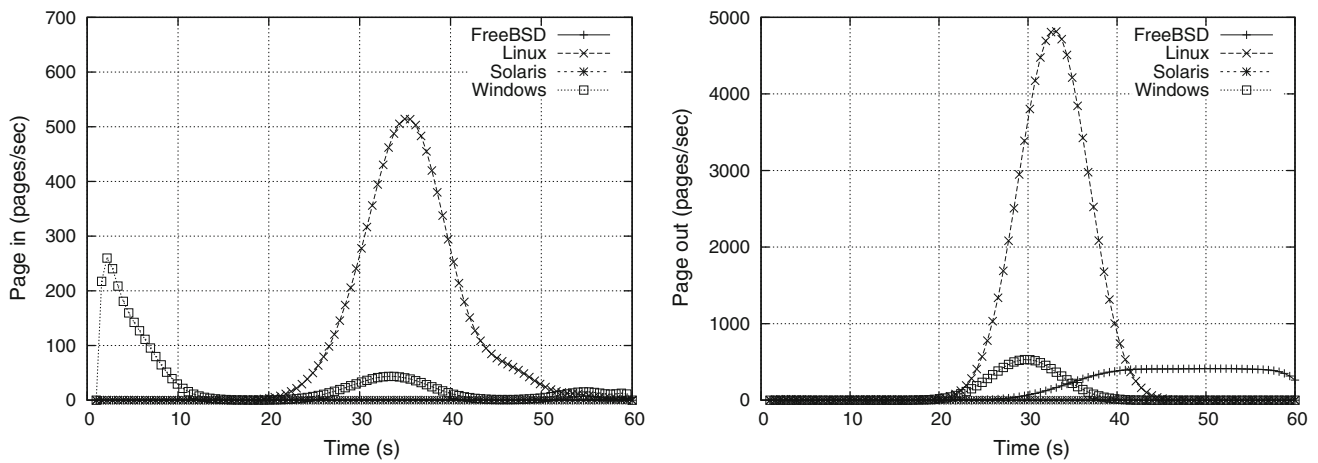 700
600
500
400
300
200
100
0
0 10 20 30 40 50 60
Page in (pages/sec)
Time (s)
FreeBSD
Linux
Solaris
Windows
5000
4000
3000
2000
1000
0
0 10 20 30 40 50 60
Page out (pages/sec)
Time (s)
FreeBSD
Linux
Solaris
Windows